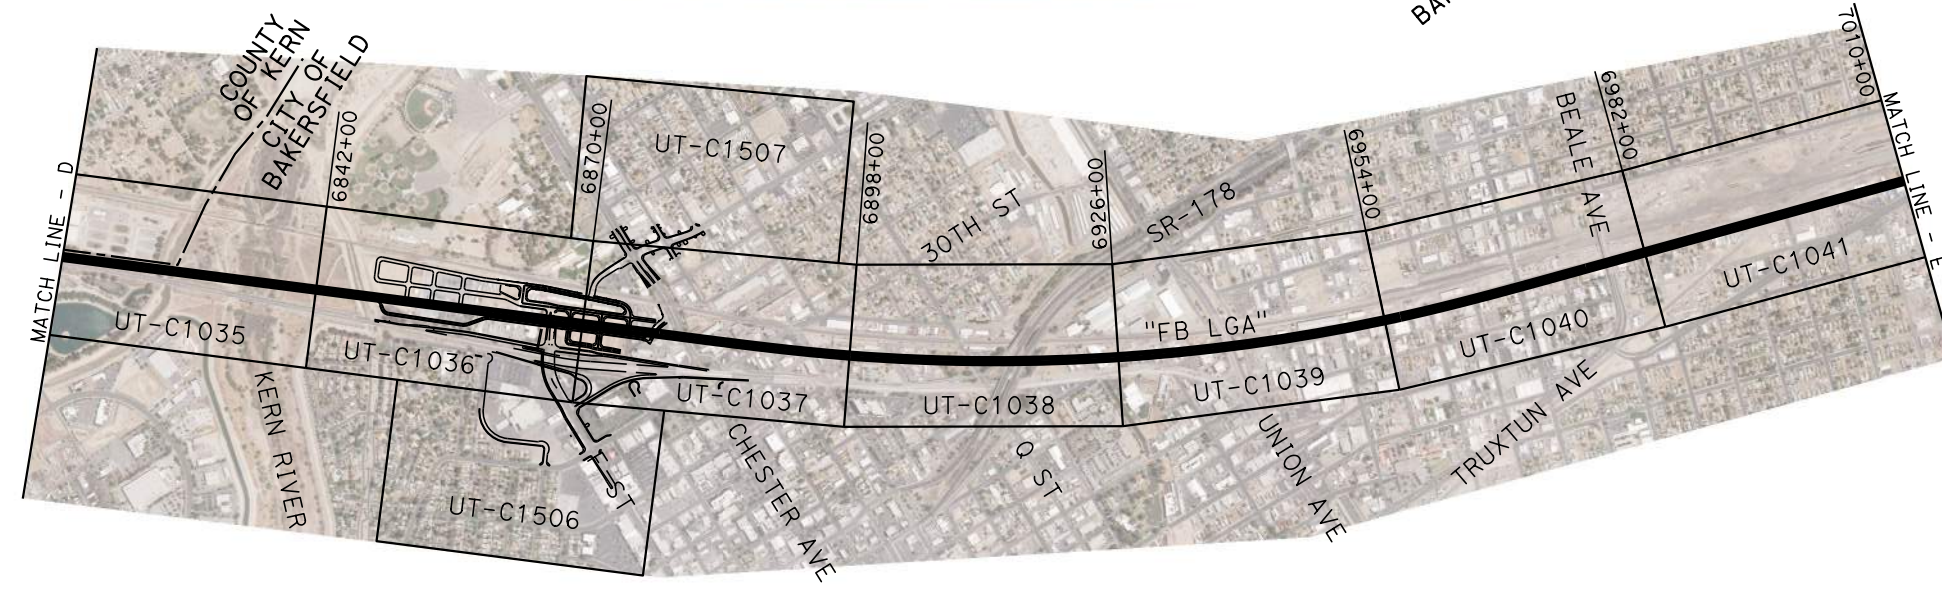 COUNTY
OF KERN
CITY OF
BAKERSFIELD
MATCH LINE - D
6842+00
6870+00
UT-C1507
6898+00
30TH ST
6926+00
SR-178
6954+00
BEALE AVE
6982+00
7010+00
MATCH LINE - E
UT-C1035
UT-C1036
UT-C1037
UT-C1038
"FB LGA"
UT-C1039
UT-C1040
UT-C1041
KERN RIVER
UT-C1506
F ST
CHESTER AVE
Q ST
UNION AVE
TRUXTUN AVE